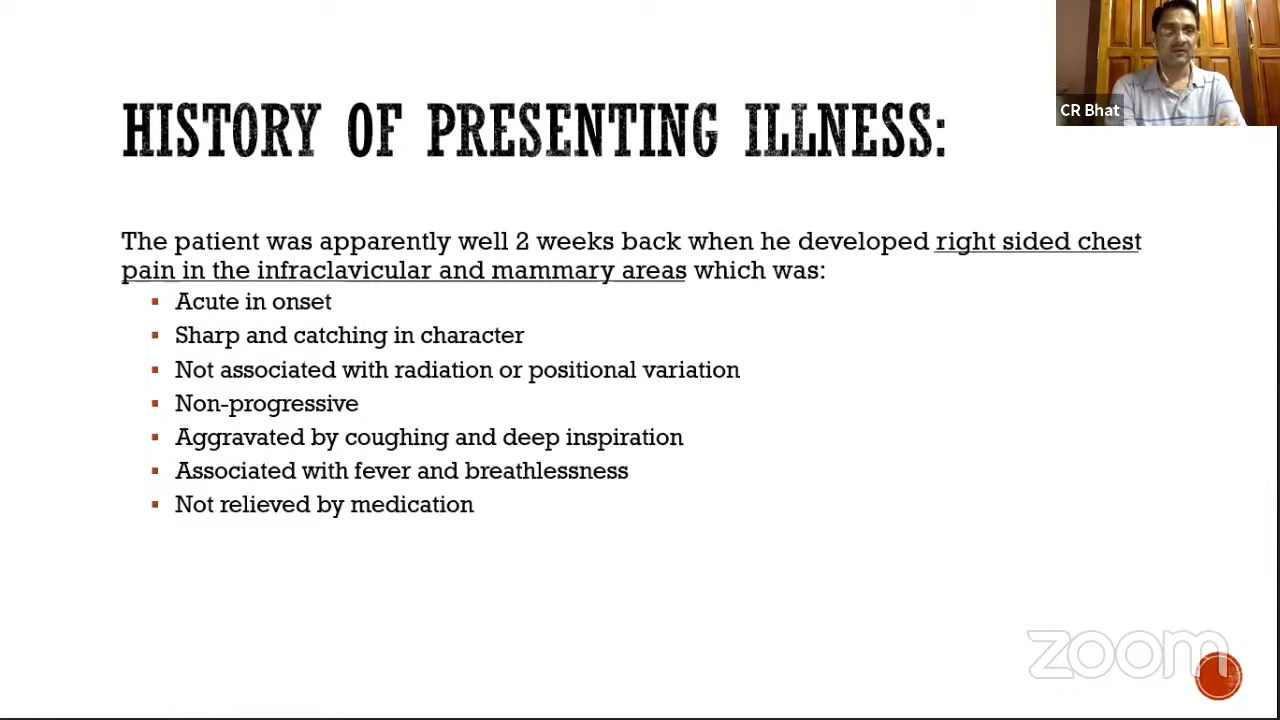 CR Bhat
HISTORY OF PRESENTING ILLNESS:
The patient was apparently well 2 weeks back when he developed right sided chest
pain in the infraclavicular and mammary areas which was:
▪ Acute in onset
▪ Sharp and catching in character
▪ Not associated with radiation or positional variation
▪ Non-progressive
▪ Aggravated by coughing and deep inspiration
▪ Associated with fever and breathlessness
▪ Not relieved by medication
zoom